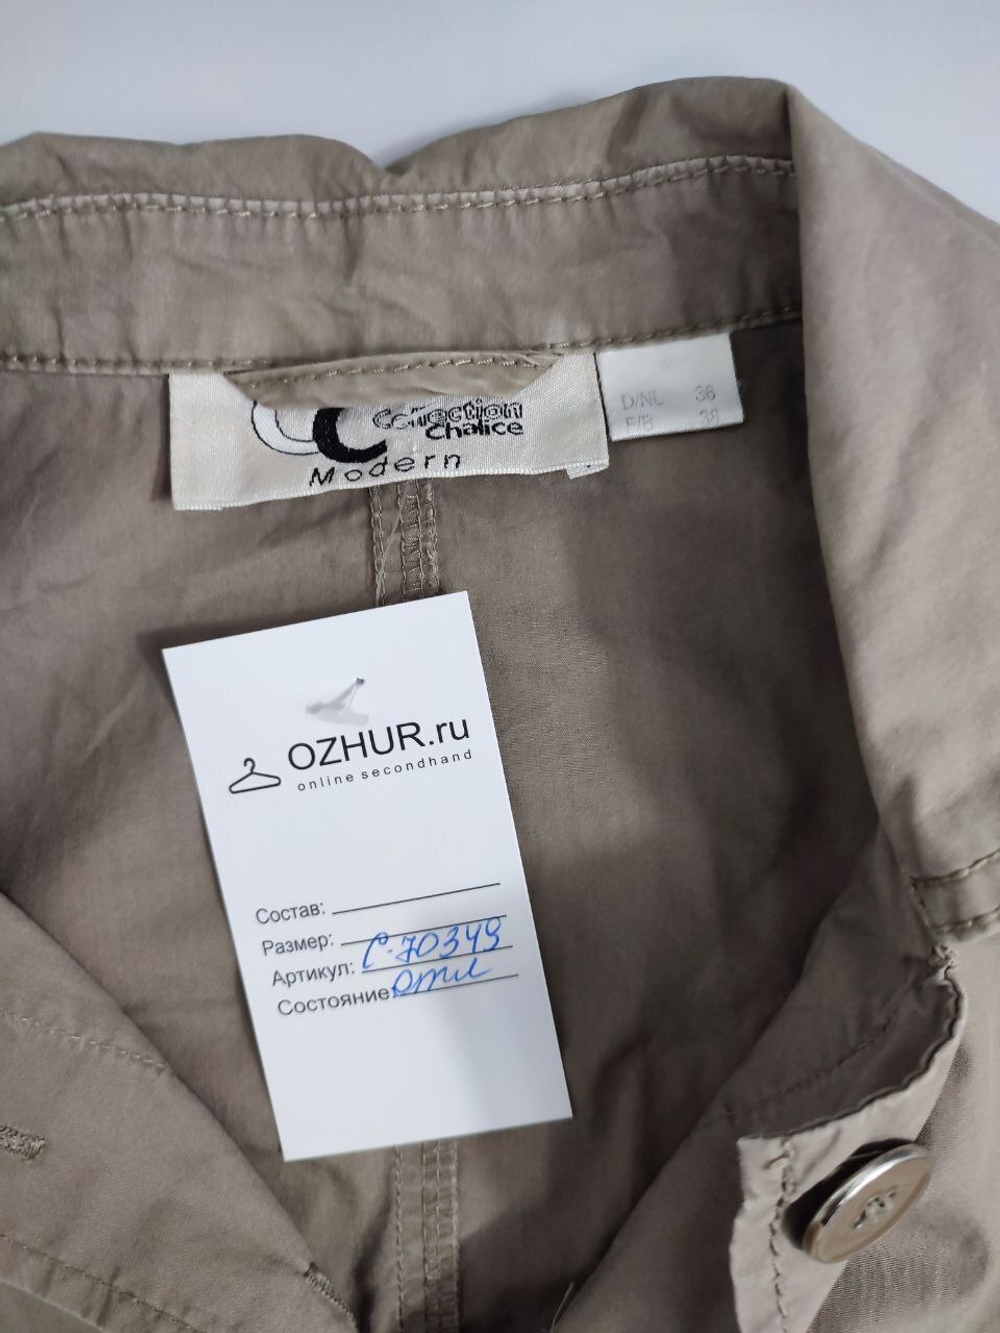 Collection
Chalice
Modern
D/NL 36
F/B 38
OZHUR.ru
online secondhand
Состав:
Размер:
Артикул: С-70349
Состояние: отл